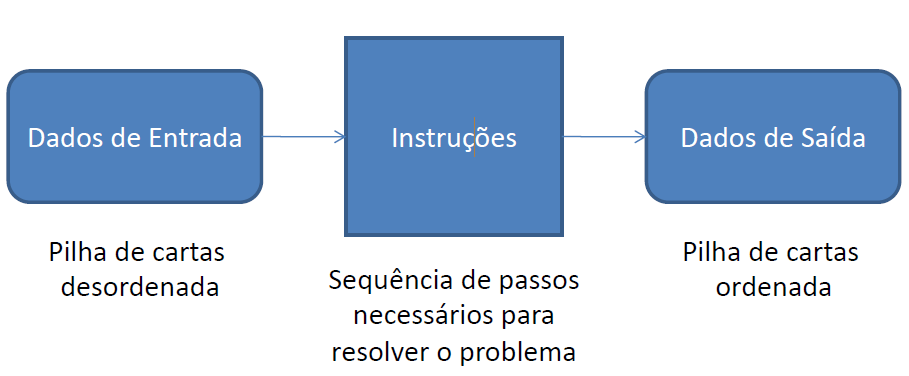 Dados de Entrada
Instruções
Dados de Saída
Pilha de cartas
desordenada
Sequência de passos
necessários para
resolver o problema
Pilha de cartas
ordenada